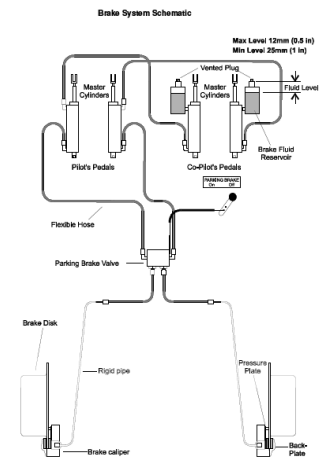 Brake System Schematic
Max Level 12mm (0.5 in)
Min Level 25mm (1 in)
Vented Plug
Master
Cylinders
Master
Cylinders
Fluid Level
Brake Fluid
Reservoir
Pilot's Pedals
Co-Pilot's Pedals
PARKING BRAKE
On Off
Flexible Hose
Parking Brake Valve
Brake Disk
Rigid pipe
Pressure
Plate
Brake caliper
Back-
Plate